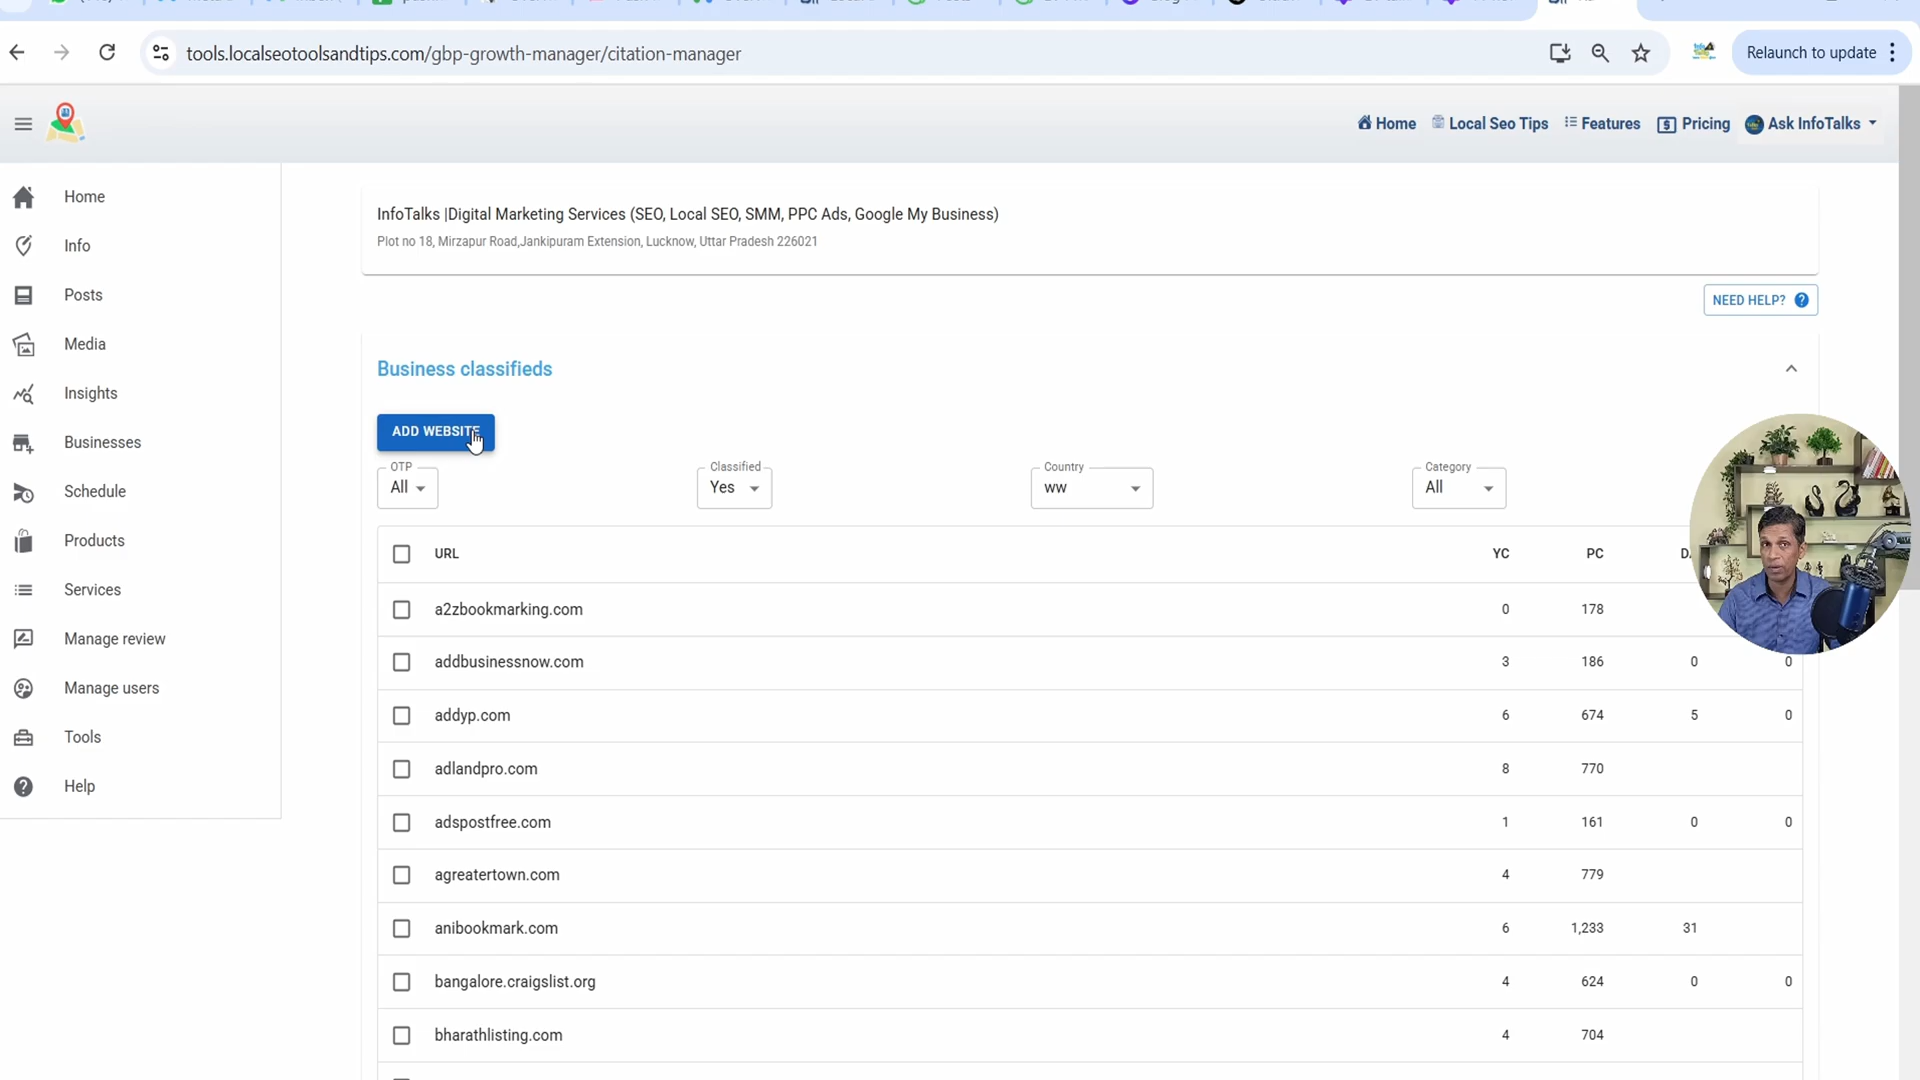 tools.localseotoolsandtips.com/gbp-growth-manager/citation-manager
Relaunch to update
Home
Local Seo Tips
Features
Pricing
Ask InfoTalks
Home
Info
Posts
Media
Insights
Businesses
Schedule
Products
Services
Manage review
Manage users
Tools
Help
InfoTalks |Digital Marketing Services (SEO, Local SEO, SMM, PPC Ads, Google My Business)
Plot no 18, Mirzapur Road,Jankipuram Extension, Lucknow, Uttar Pradesh 226021
NEED HELP?
Business classifieds
ADD WEBSITE
OTP Classified Country Category
All Yes ww All
URL YC PC
a2zbookmarking.com 0 178
addbusinessnow.com 3 186 0 0
addyp.com 6 674 5 0
adlandpro.com 8 770
adspostfree.com 1 161 0 0
agreatertown.com 4 779
anibookmark.com 6 1,233 31
bangalore.craigslist.org 4 624 0 0
bharathlisting.com 4 704